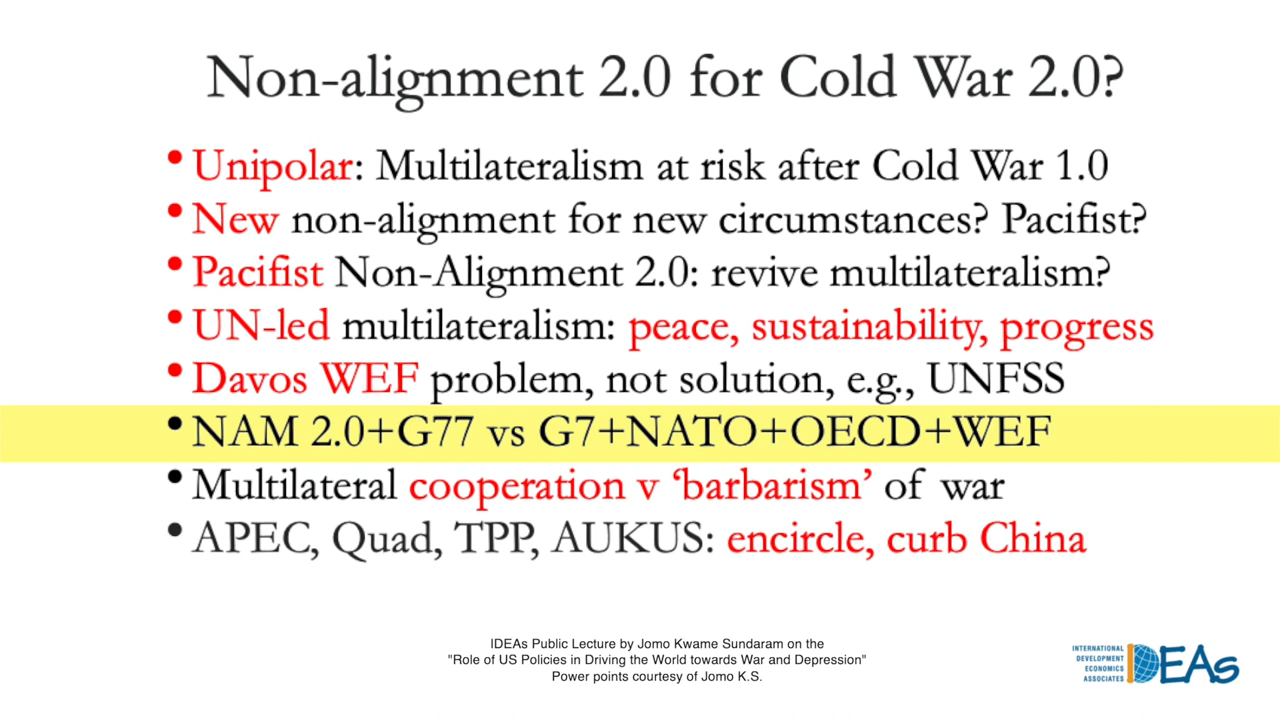 Non-alignment 2.0 for Cold War 2.0?
• Unipolar: Multilateralism at risk after Cold War 1.0
• New non-alignment for new circumstances? Pacifist?
• Pacifist Non-Alignment 2.0: revive multilateralism?
• UN-led multilateralism: peace, sustainability, progress
• Davos WEF problem, not solution, e.g., UNFSS
• NAM 2.0+G77 vs G7+NATO+OECD+WEF
• Multilateral cooperation v ‘barbarism’ of war
• APEC, Quad, TPP, AUKUS: encircle, curb China
IDEAs Public Lecture by Jomo Kwame Sundaram on the
"Role of US Policies in Driving the World towards War and Depression"
Power points courtesy of Jomo K.S.
INTERNATIONAL
DEVELOPMENT
ECONOMICS
ASSOCIATES
IDEAs